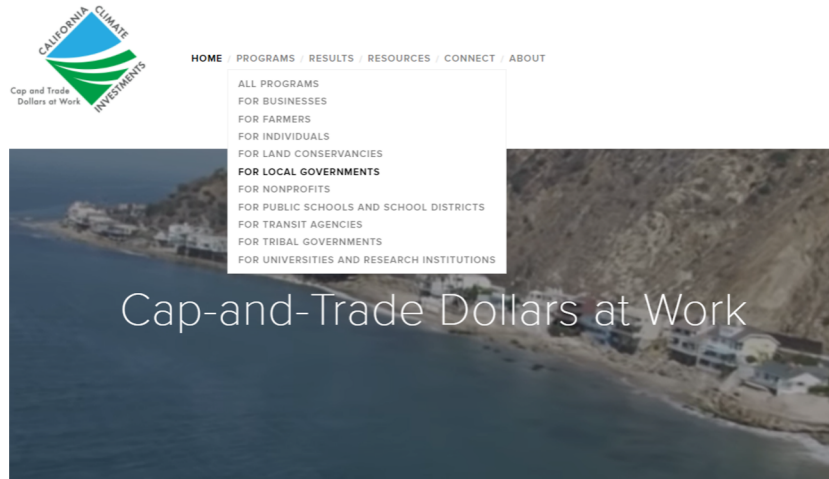 CALIFORNIA CLIMATE
INVESTMENTS
Cap and Trade
Dollars at Work
HOME / PROGRAMS / RESULTS / RESOURCES / CONNECT / ABOUT
ALL PROGRAMS
FOR BUSINESSES
FOR FARMERS
FOR INDIVIDUALS
FOR LAND CONSERVANCIES
FOR LOCAL GOVERNMENTS
FOR NONPROFITS
FOR PUBLIC SCHOOLS AND SCHOOL DISTRICTS
FOR TRANSIT AGENCIES
FOR TRIBAL GOVERNMENTS
FOR UNIVERSITIES AND RESEARCH INSTITUTIONS
Cap-and-Trade Dollars at Work